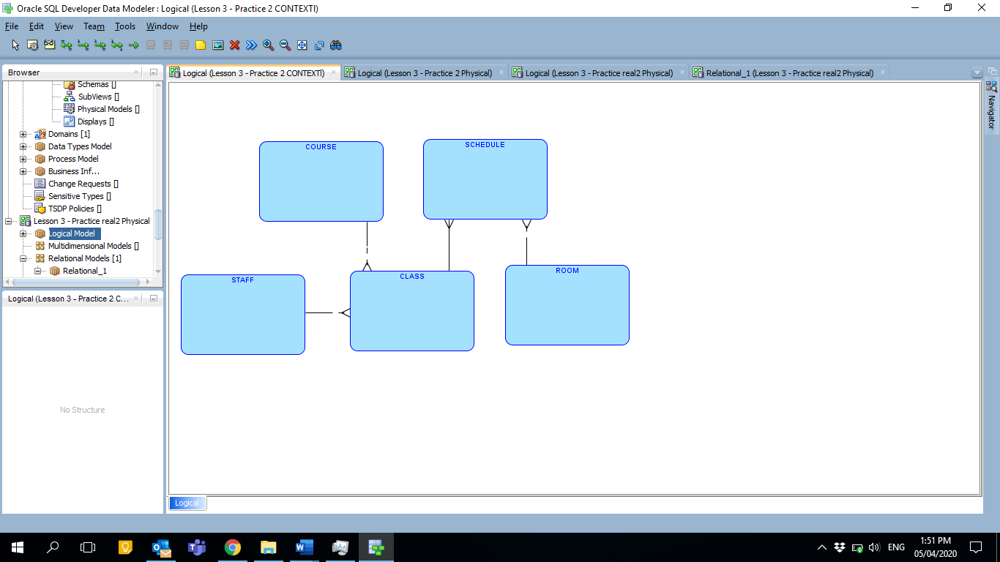 Oracle SQL Developer Data Modeler : Logical (Lesson 3 - Practice 2 CONTEXTl)
File Edit View Team Tools Window Help
Browser
Logical (Lesson 3 - Practice 2 CONTEXTl)
Logical (Lesson 3 - Practice 2 Physical)
Logical (Lesson 3 - Practice real2 Physical)
Relational_1 (Lesson 3 - Practice real2 Physical)
Navigator
Schemas []
SubViews []
Physical Models []
Displays []
Domains [1]
Data Types Model
Process Model
Business Inf...
Change Requests []
Sensitive Types []
TSDP Policies []
Lesson 3 - Practice real2 Physical
Logical Model
Multidimensional Models []
Relational Models [1]
Relational_1
Logical (Lesson 3 - Practice 2 C...
No Structure
COURSE
SCHEDULE
STAFF
CLASS
ROOM
Logical
ENG
1:51 PM
05/04/2020